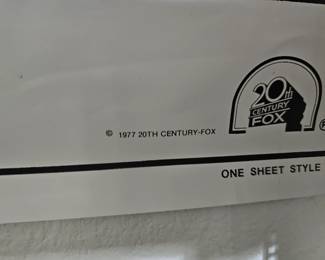 20th
CENTURY
FOX
®
© 1977 20TH CENTURY-FOX
ONE SHEET STYLE